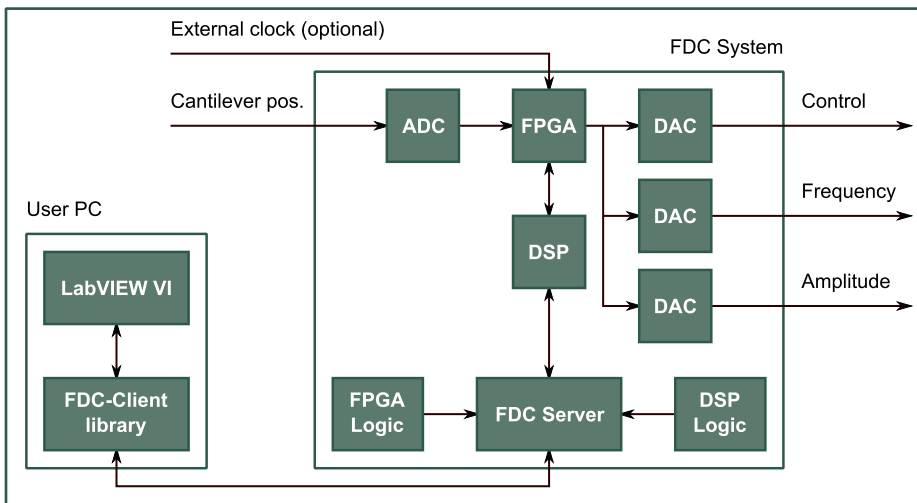 External clock (optional)
FDC System
Cantilever pos.
ADC
FPGA
DAC
Control
DAC
Frequency
User PC
DSP
LabVIEW VI
DAC
Amplitude
FDC-Client
library
FPGA
Logic
FDC Server
DSP
Logic